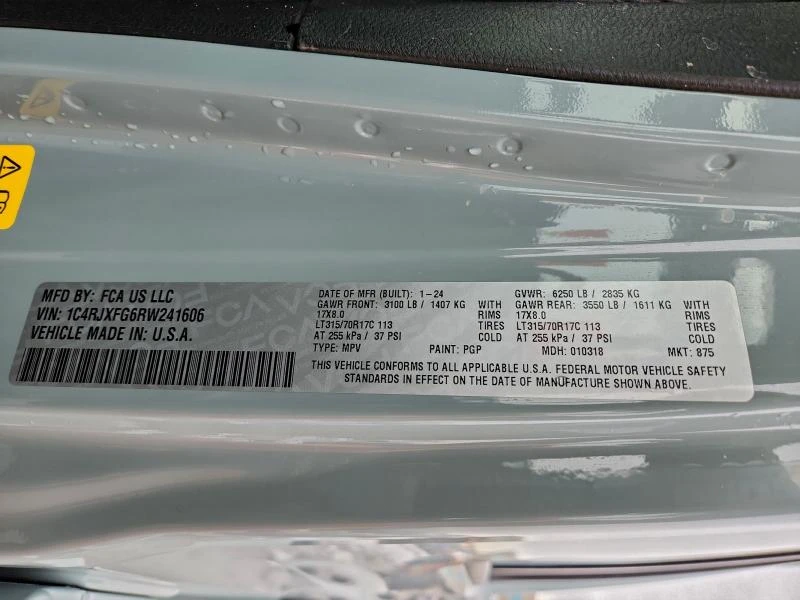 MFD BY: FCA US LLC
VIN: 1C4RJXFG6RW241606
VEHICLE MADE IN: U.S.A.
DATE OF MFR (BUILT): 1-24 GVWR: 6250 LB / 2835 KG
GAWR FRONT: 3100 LB / 1407 KG WITH GAWR REAR: 3550 LB / 1611 KG WITH
17X8.0 RIMS 17X8.0 RIMS
LT315/70R17C 113 LT315/70R17C 113
AT 255 kPa / 37 PSI COLD AT 255 kPa / 37 PSI COLD
TYPE: MPV PAINT: PGP MDH: 010318 MKT: 875
THIS VEHICLE CONFORMS TO ALL APPLICABLE U.S.A. FEDERAL MOTOR VEHICLE SAFETY
STANDARDS IN EFFECT ON THE DATE OF MANUFACTURE SHOWN ABOVE.